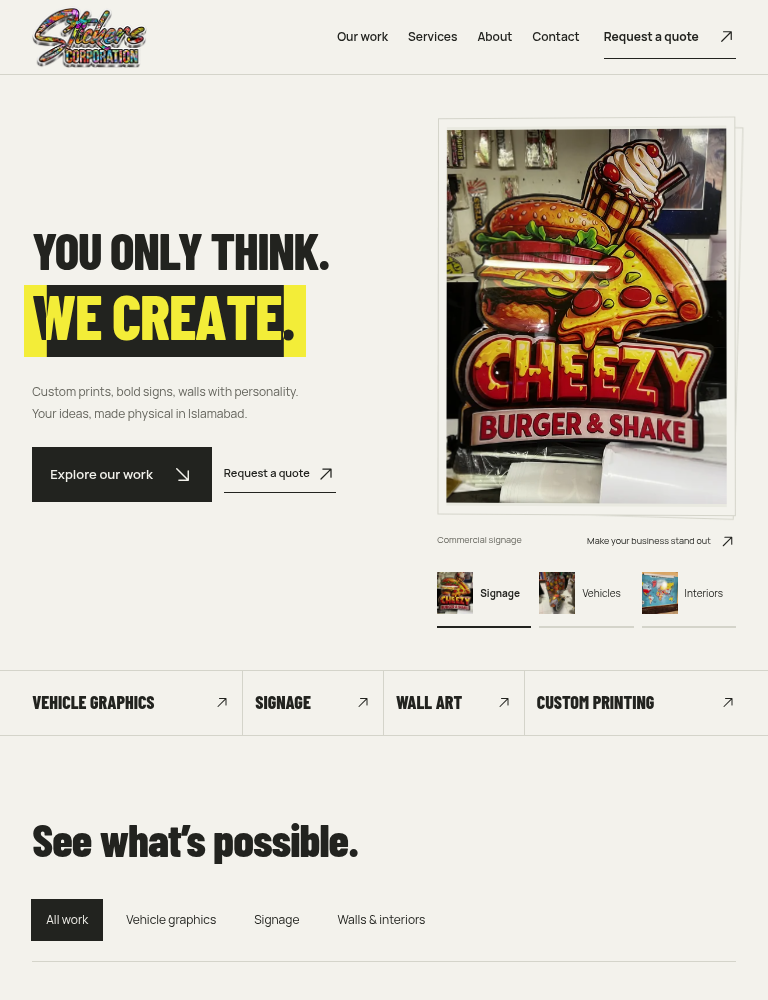 Stickers
CORPORATION
Our work
Services
About
Contact
Request a quote
YOU ONLY THINK.
WE CREATE.
Custom prints, bold signs, walls with personality.
Your ideas, made physical in Islamabad.
Explore our work
Request a quote
CHEEZY
BURGER & SHAKE
Commercial signage
Make your business stand out
Signage
Vehicles
Interiors
VEHICLE GRAPHICS
SIGNAGE
WALL ART
CUSTOM PRINTING
See what's possible.
All work
Vehicle graphics
Signage
Walls & interiors